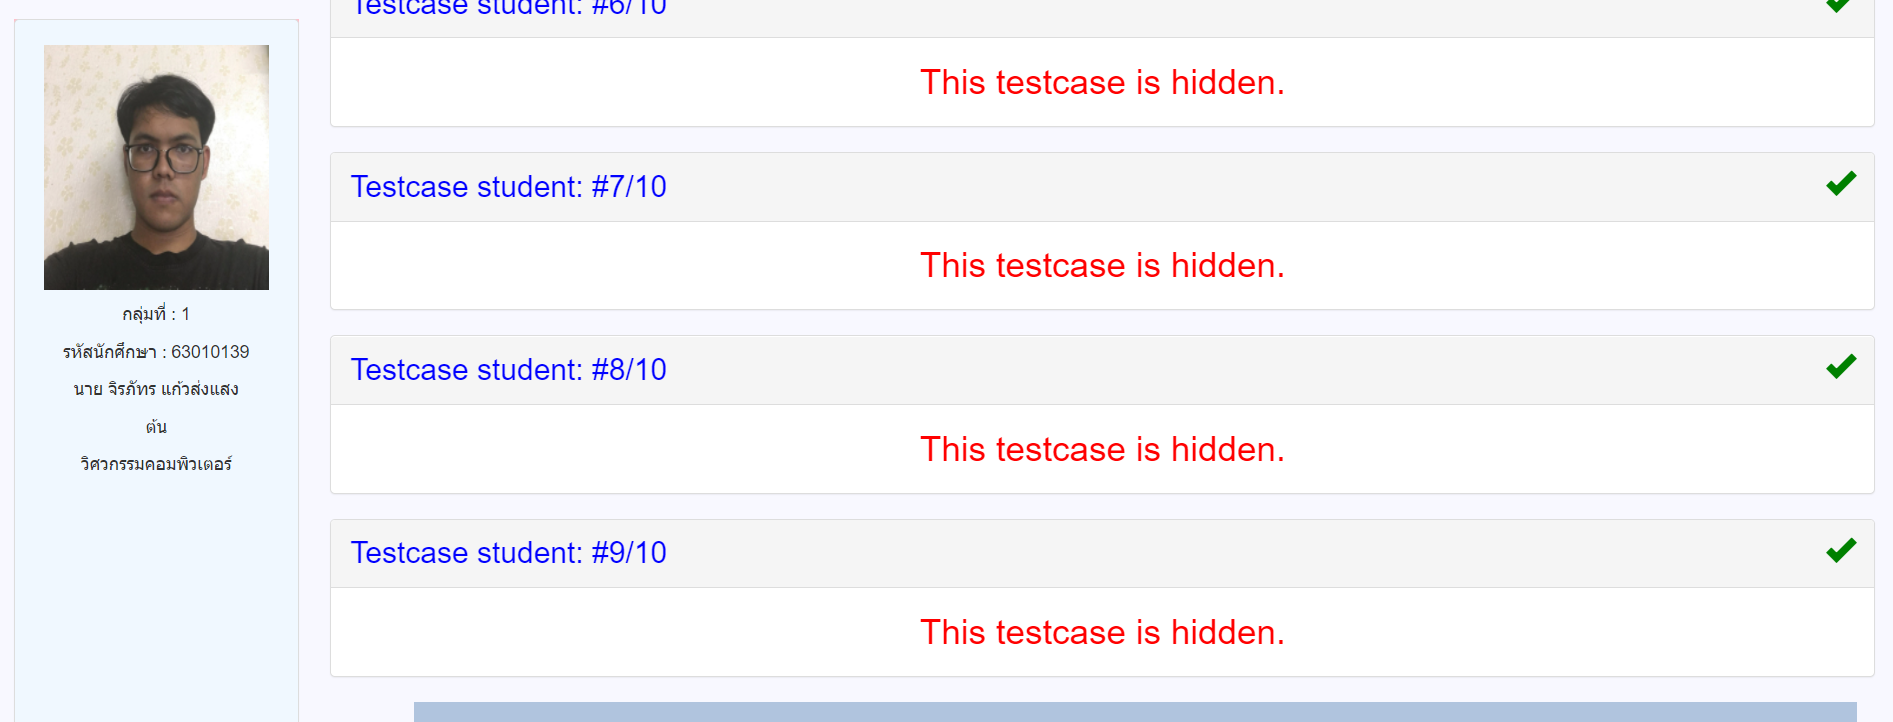 กลุ่มที่ : 1
รหัสนักศึกษา : 63010139
นาย จิรภัทร แก้วส่งแสง
ต้น
วิศวกรรมคอมพิวเตอร์
Testcase student: #6/10
This testcase is hidden.
Testcase student: #7/10
This testcase is hidden.
Testcase student: #8/10
This testcase is hidden.
Testcase student: #9/10
This testcase is hidden.